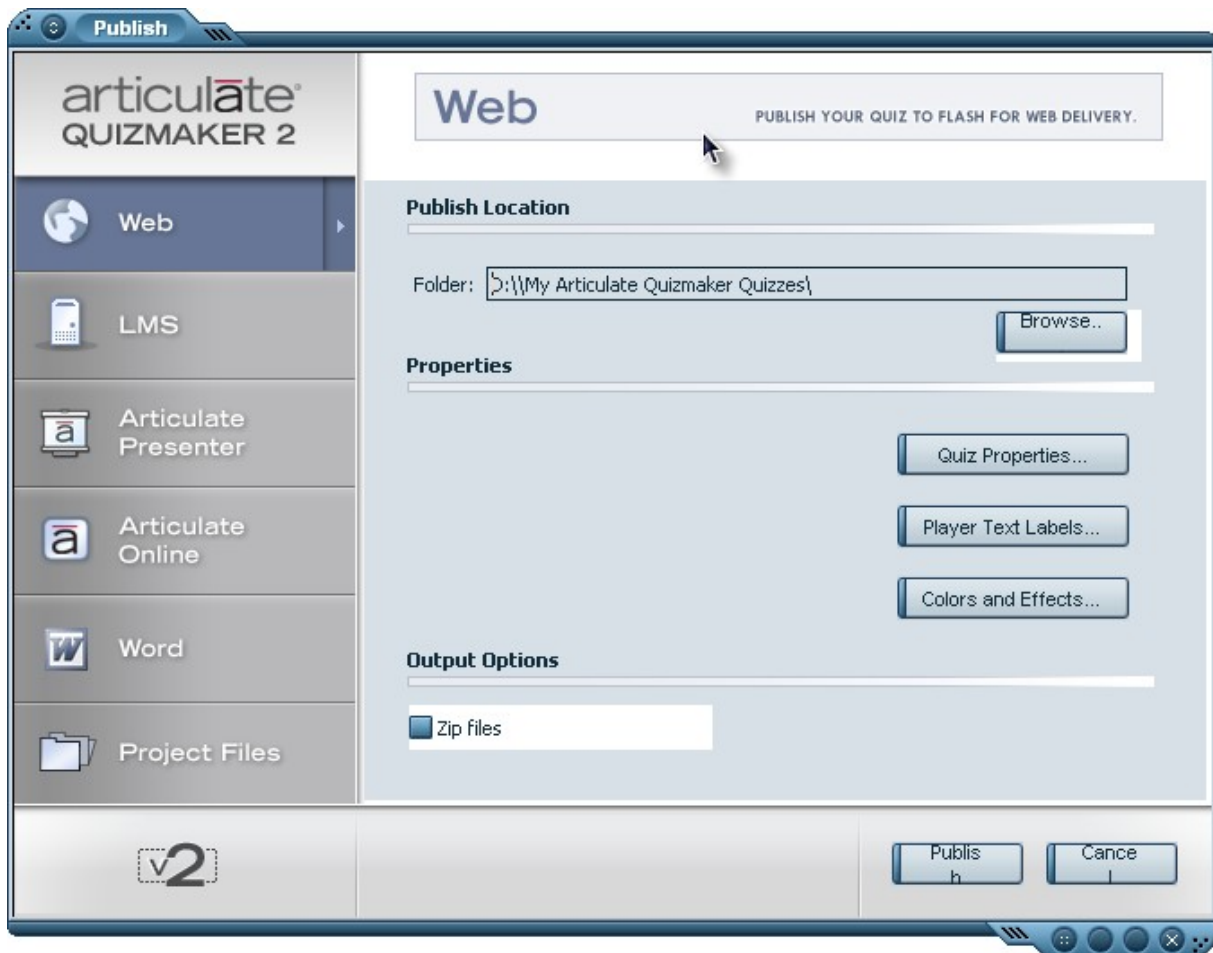 Publish
articulāte®
QUIZMAKER 2
Web
PUBLISH YOUR QUIZ TO FLASH FOR WEB DELIVERY.
Web
LMS
ā
Articulate
Presenter
ā
Articulate
Online
W
Word
Project Files
Publish Location
Folder: D:\\My Articulate Quizmaker Quizzes\
Browse..
Properties
Quiz Properties...
Player Text Labels...
Colors and Effects...
Output Options
Zip files
v2
Publis
h
Cance
l